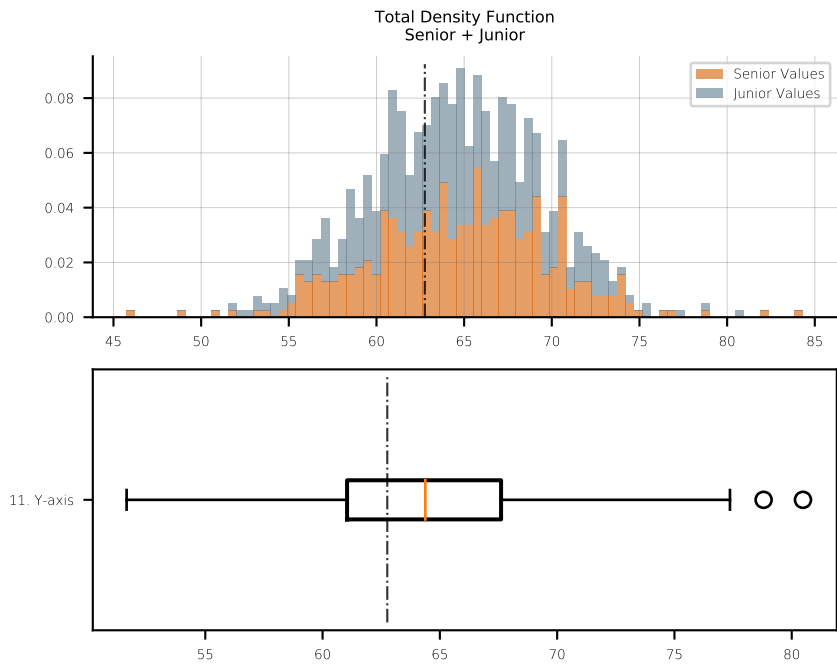 Total Density Function
Senior + Junior
Senior Values
Junior Values
0.08
0.06
0.04
0.02
0.00
45 50 55 60 65 70 75 80 85
11. Y-axis
55 60 65 70 75 80